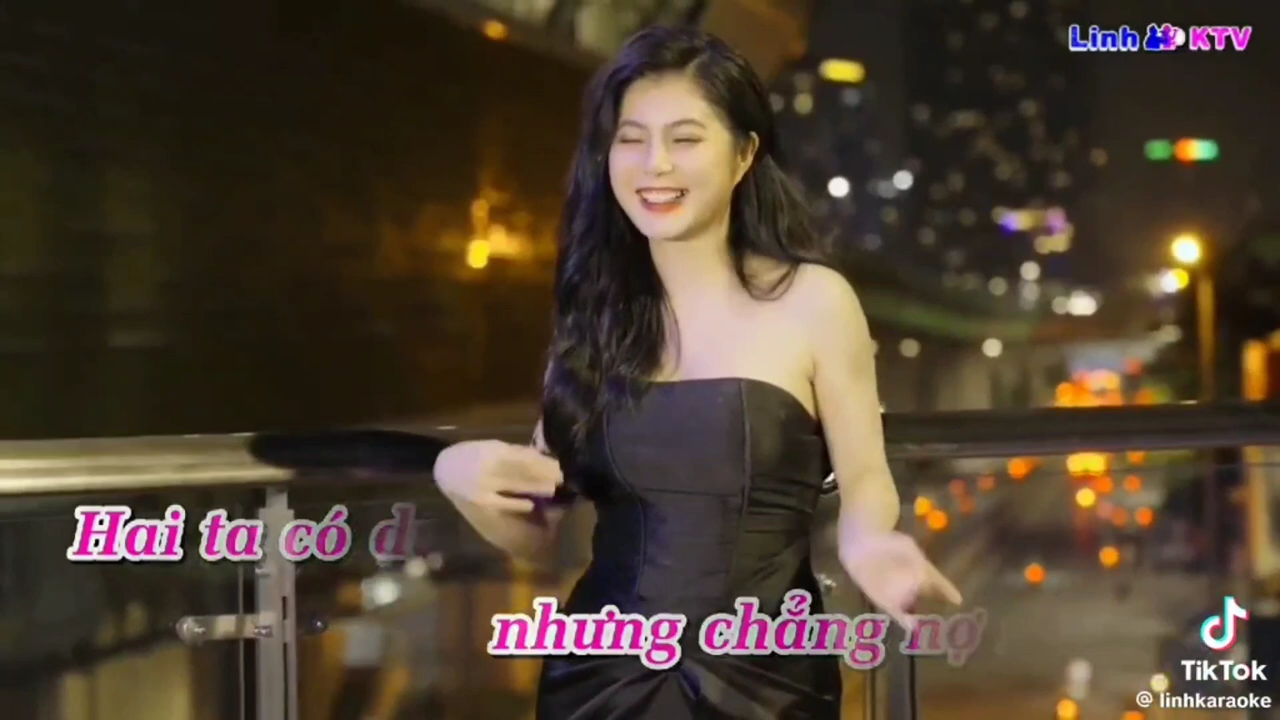 Linh KTV
Hai ta có
nhưng chẳng nợ
TikTok
@ linhkaraoke